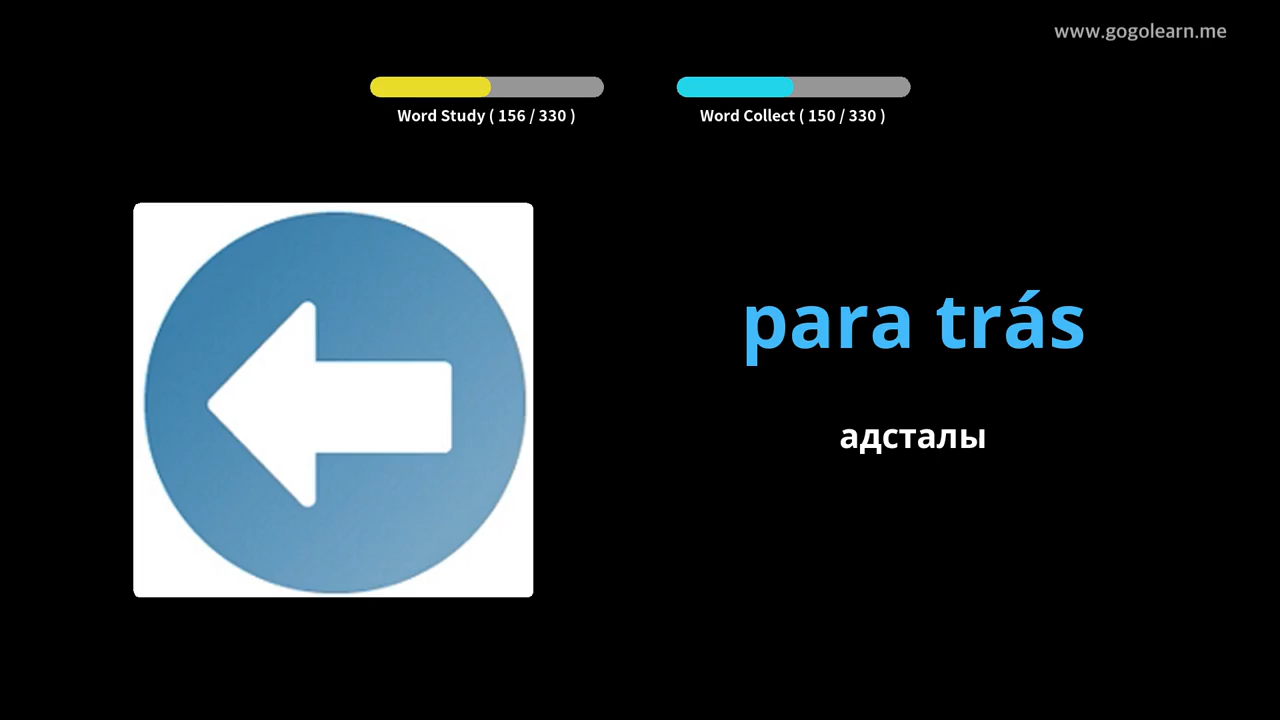 www.gogolearn.me
Word Study ( 156 / 330 )
Word Collect ( 150 / 330 )
para trás
адсталы